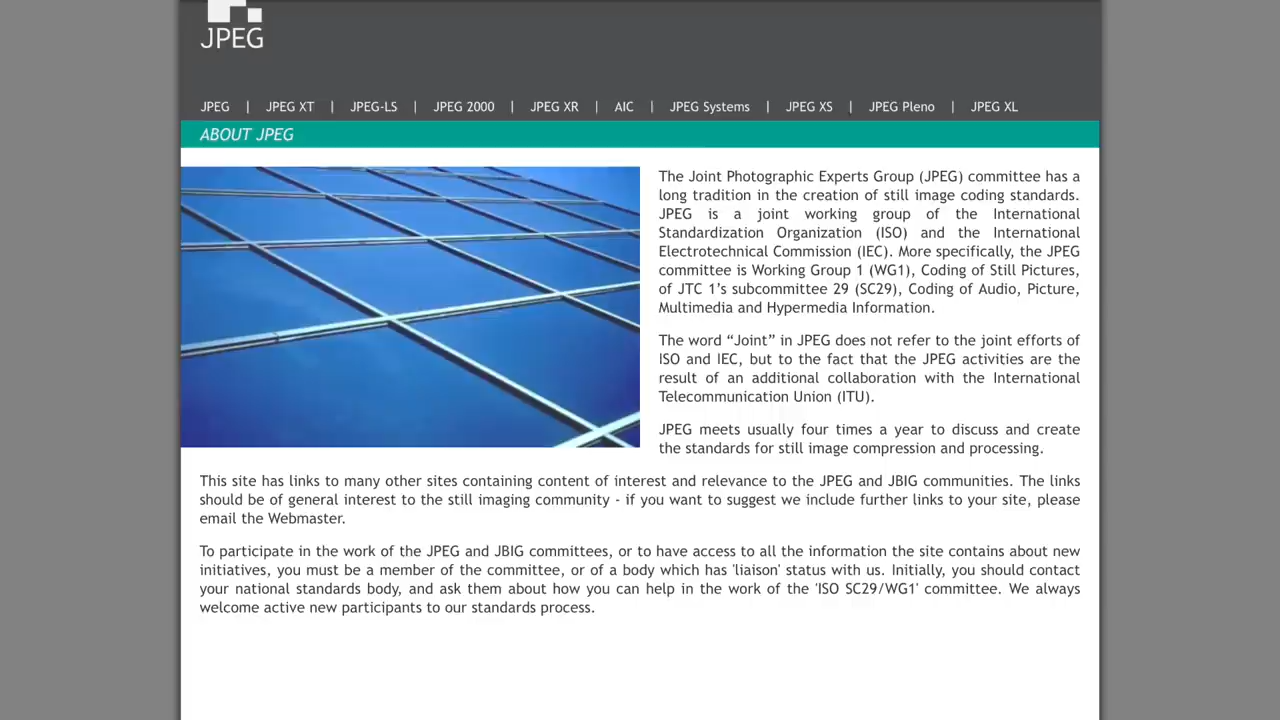 JPEG
JPEG | JPEG XT | JPEG-LS | JPEG 2000 | JPEG XR | AIC | JPEG Systems | JPEG XS | JPEG Pleno | JPEG XL
ABOUT JPEG
The Joint Photographic Experts Group (JPEG) committee has a
long tradition in the creation of still image coding standards.
JPEG is a joint working group of the International
Standardization Organization (ISO) and the International
Electrotechnical Commission (IEC). More specifically, the JPEG
committee is Working Group 1 (WG1), Coding of Still Pictures,
of JTC 1’s subcommittee 29 (SC29), Coding of Audio, Picture,
Multimedia and Hypermedia Information.
The word “Joint” in JPEG does not refer to the joint efforts of
ISO and IEC, but to the fact that the JPEG activities are the
result of an additional collaboration with the International
Telecommunication Union (ITU).
JPEG meets usually four times a year to discuss and create
the standards for still image compression and processing.
This site has links to many other sites containing content of interest and relevance to the JPEG and JBIG communities. The links
should be of general interest to the still imaging community - if you want to suggest we include further links to your site, please
email the Webmaster.
To participate in the work of the JPEG and JBIG committees, or to have access to all the information the site contains about new
initiatives, you must be a member of the committee, or of a body which has 'liaison' status with us. Initially, you should contact
your national standards body, and ask them about how you can help in the work of the 'ISO SC29/WG1' committee. We always
welcome active new participants to our standards process.